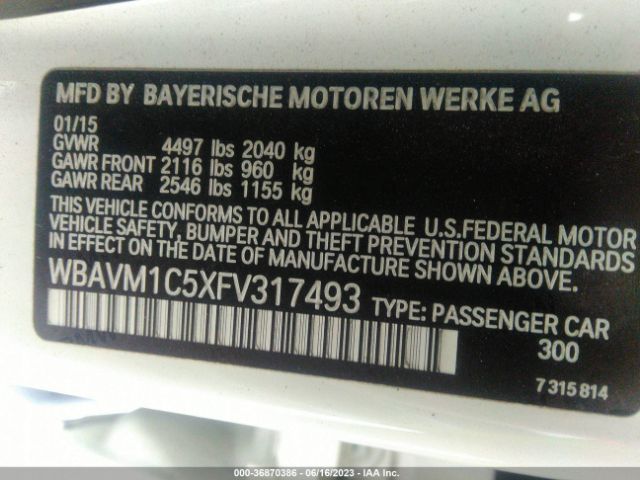 MFD BY BAYERISCHE MOTOREN WERKE AG
01/15
GVWR 4497 lbs 2040 kg
GAWR FRONT 2116 lbs 960 kg
GAWR REAR 2546 lbs 1155 kg
THIS VEHICLE CONFORMS TO ALL APPLICABLE U.S.FEDERAL MOTOR
VEHICLE SAFETY, BUMPER AND THEFT PREVENTION STANDARDS
IN EFFECT ON THE DATE OF MANUFACTURE SHOWN ABOVE.
WBAVM1C5XFV317493 TYPE: PASSENGER CAR
300
7 315 814
000-36870386 - 06/16/2023 - IAA Inc.